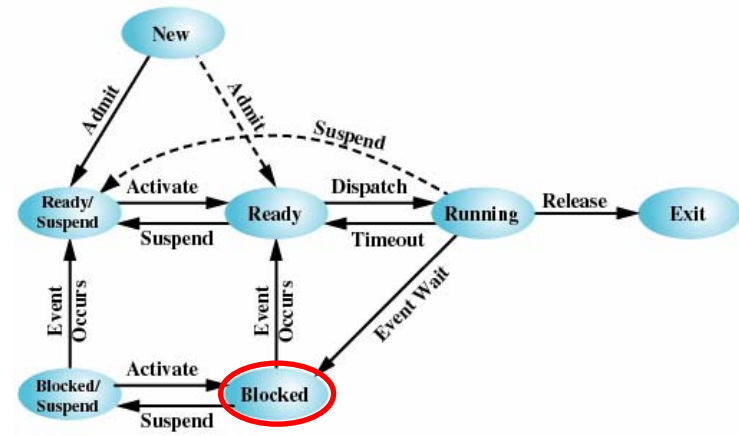 New
Admit
Admit
Suspend
Ready/
Suspend
Activate
Suspend
Ready
Dispatch
Timeout
Running
Release
Exit
Event
Occurs
Event
Occurs
Event Wait
Blocked/
Suspend
Activate
Suspend
Blocked